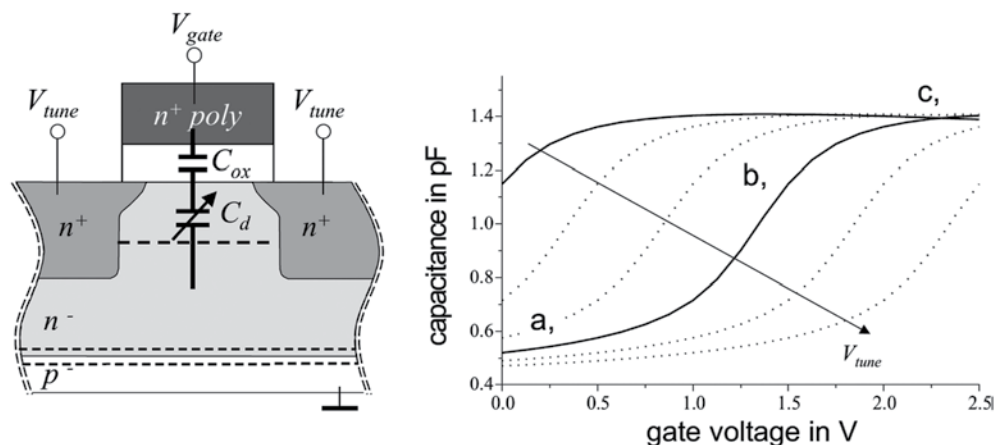 V_gate
V_tune
V_tune
n⁺ poly
C_ox
n⁺
C_d
n⁺
n⁻
p⁻
capacitance in pF
1.4
1.2
1.0
0.8
0.6
0.4
a,
b,
c,
V_tune
0.0 0.5 1.0 1.5 2.0 2.5
gate voltage in V